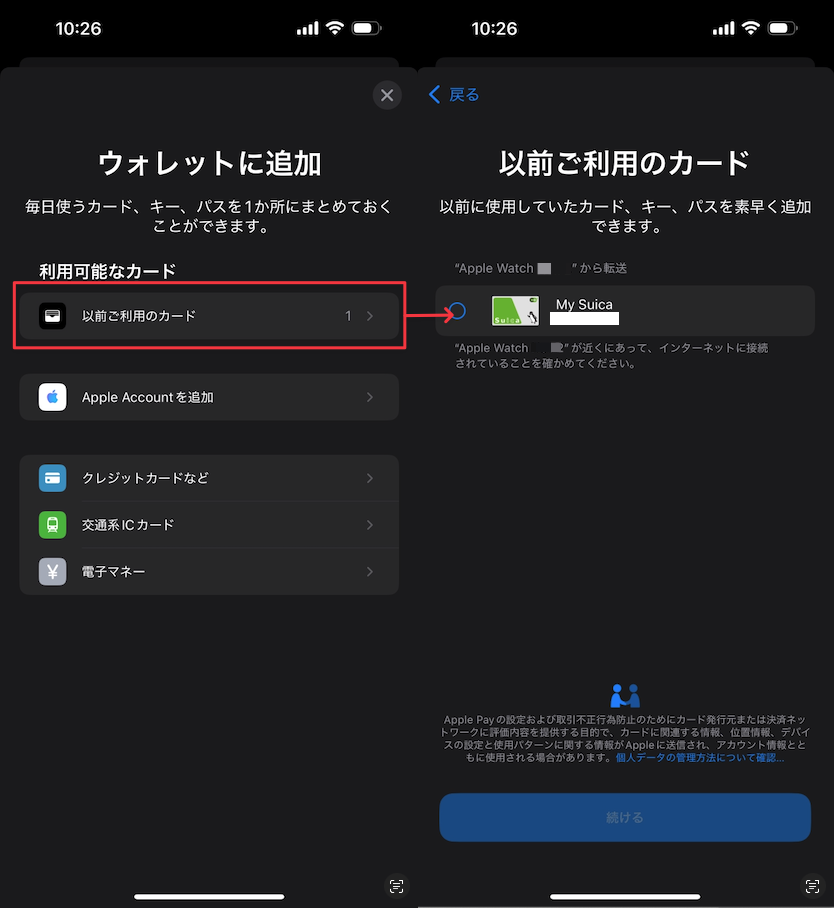 10:26
ウォレットに追加
毎日使うカード、キー、パスを1か所にまとめておく
ことができます。
利用可能なカード
以前ご利用のカード 1
Apple Accountを追加
クレジットカードなど
交通系ICカード
電子マネー
10:26
戻る
以前ご利用のカード
以前に使用していたカード、キー、パスを素早く追加
できます。
“Apple Watch ”から転送
Suica
My Suica
“Apple Watch ”が近くにあって、インターネットに接続
されていることを確かめてください。
Apple Payの設定および取引不正行為防止のためにカード発行元または決済ネッ
トワークに評価内容を提供する目的で、カードに関連する情報、位置情報、デバイ
スの設定と使用パターンに関する情報がAppleに送信され、アカウント情報とと
もに使用される場合があります。個人データの管理方法について確認...
続ける